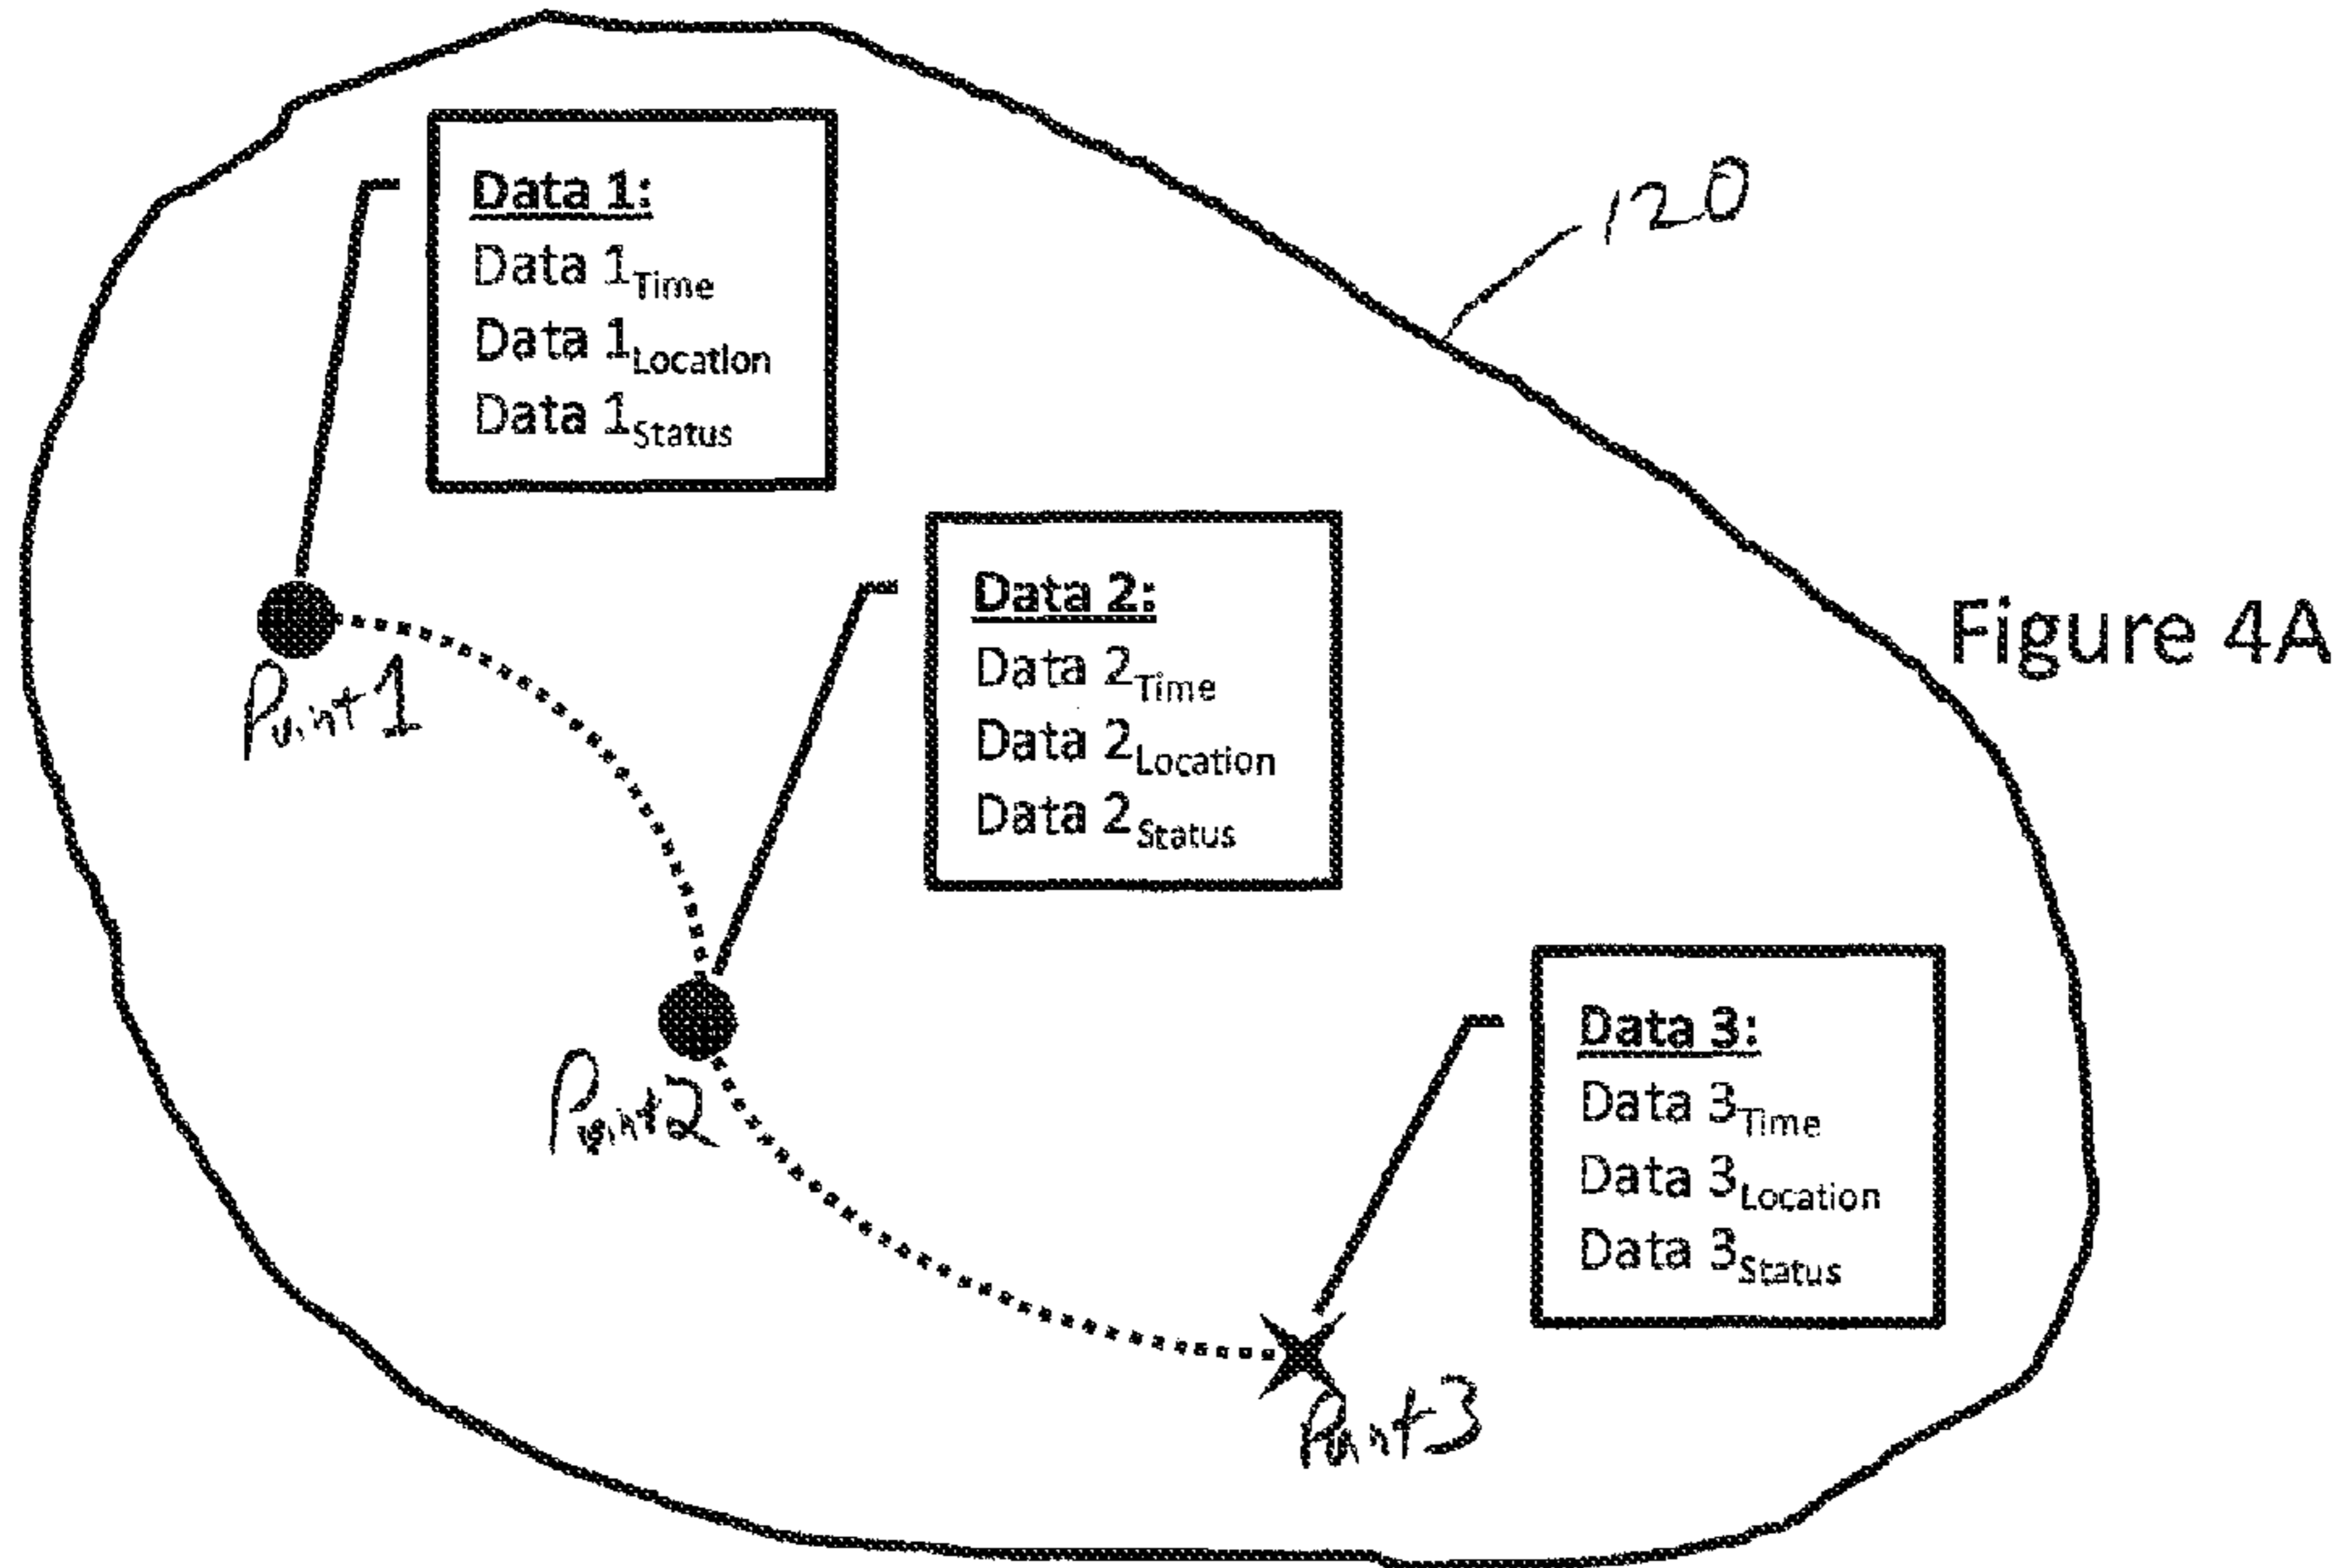 120
Data 1:
Data 1Time
Data 1Location
Data 1Status
Point 1
Data 2:
Data 2Time
Data 2Location
Data 2Status
Figure 4A
Point 2
Data 3:
Data 3Time
Data 3Location
Data 3Status
Point 3